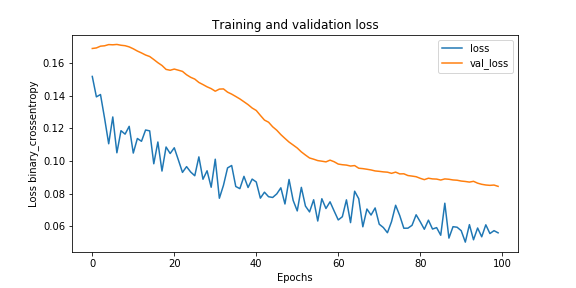 Training and validation loss
loss
val_loss
Loss binary_crossentropy
0.16
0.14
0.12
0.10
0.08
0.06
0
20
40
60
80
100
Epochs